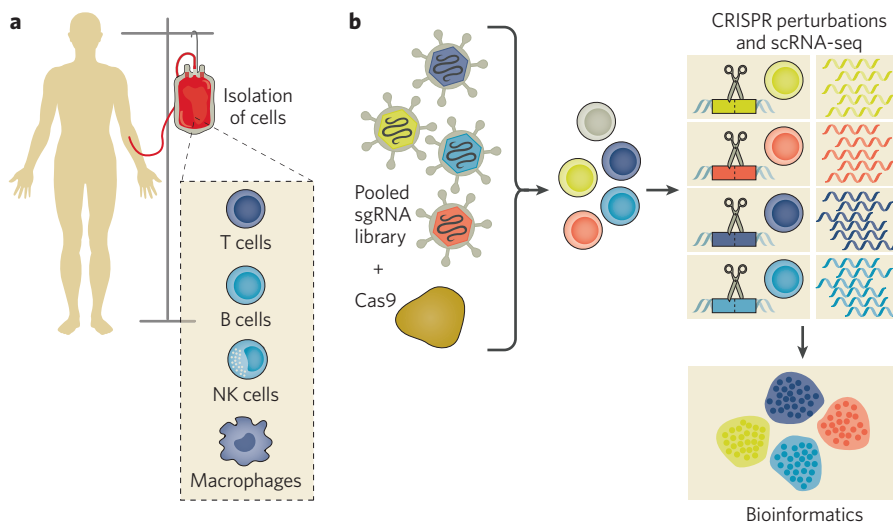 a
Isolation
of cells
T cells
B cells
NK cells
Macrophages
b
Pooled
sgRNA
library
+
Cas9
CRISPR perturbations
and scRNA-seq
Bioinformatics